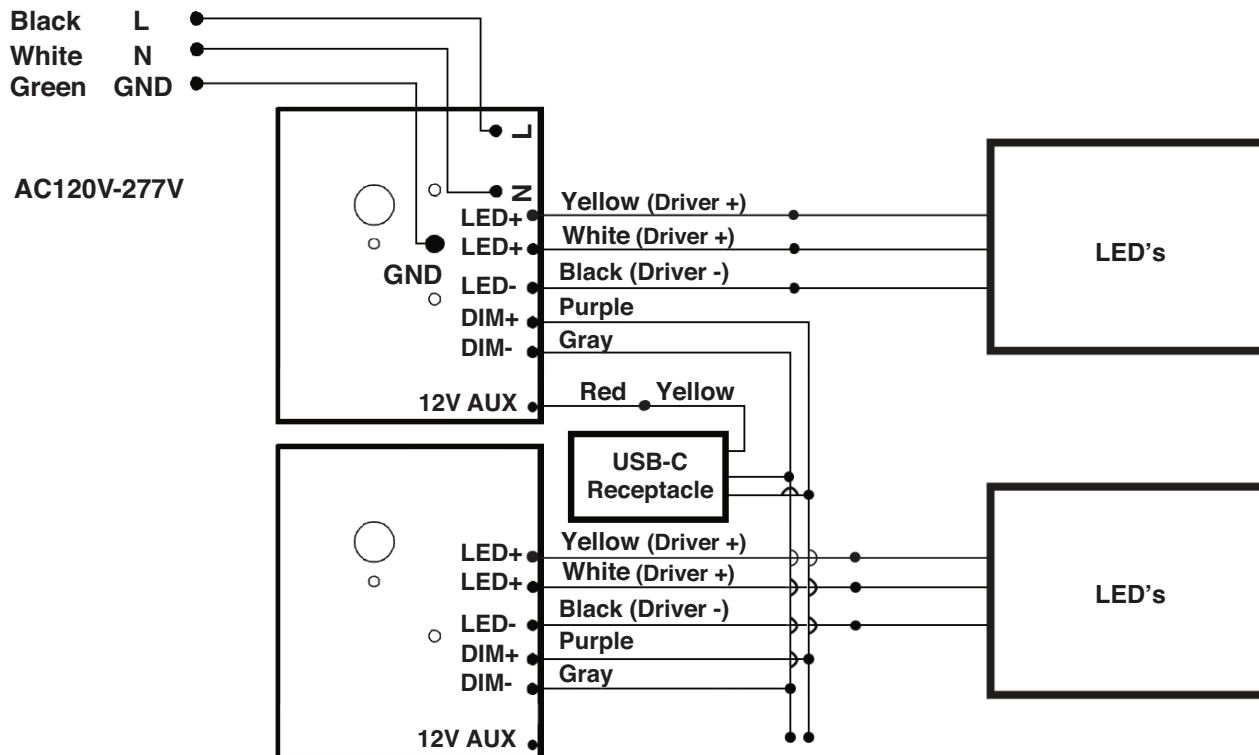 Black L
White N
Green GND
AC120V-277V
L
N
LED+
LED+
GND
LED-
DIM+
DIM-
12V AUX
Yellow (Driver +)
White (Driver +)
Black (Driver -)
Purple
Gray
Red Yellow
LED's
USB-C
Receptacle
LED+
LED+
LED-
DIM+
DIM-
12V AUX
Yellow (Driver +)
White (Driver +)
Black (Driver -)
Purple
Gray
LED's